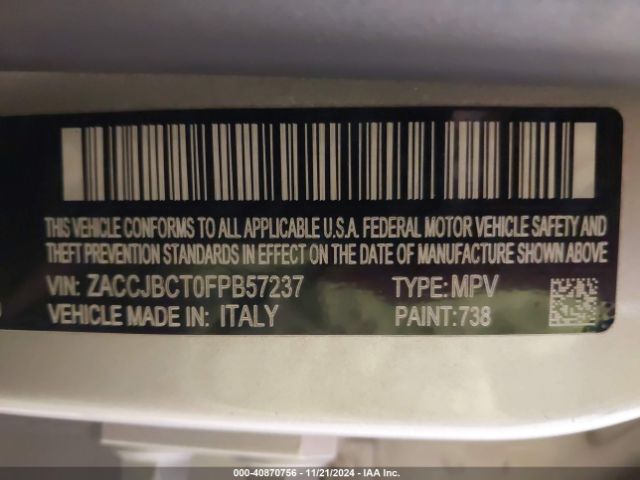 THIS VEHICLE CONFORMS TO ALL APPLICABLE U.S.A. FEDERAL MOTOR VEHICLE SAFETY AND
THEFT PREVENTION STANDARDS IN EFFECT ON THE DATE OF MANUFACTURE SHOWN ABOVE
VIN: ZACCJBCT0FPB57237 TYPE: MPV
VEHICLE MADE IN: ITALY PAINT:738
000-40870756 - 11/21/2024 - IAA Inc.